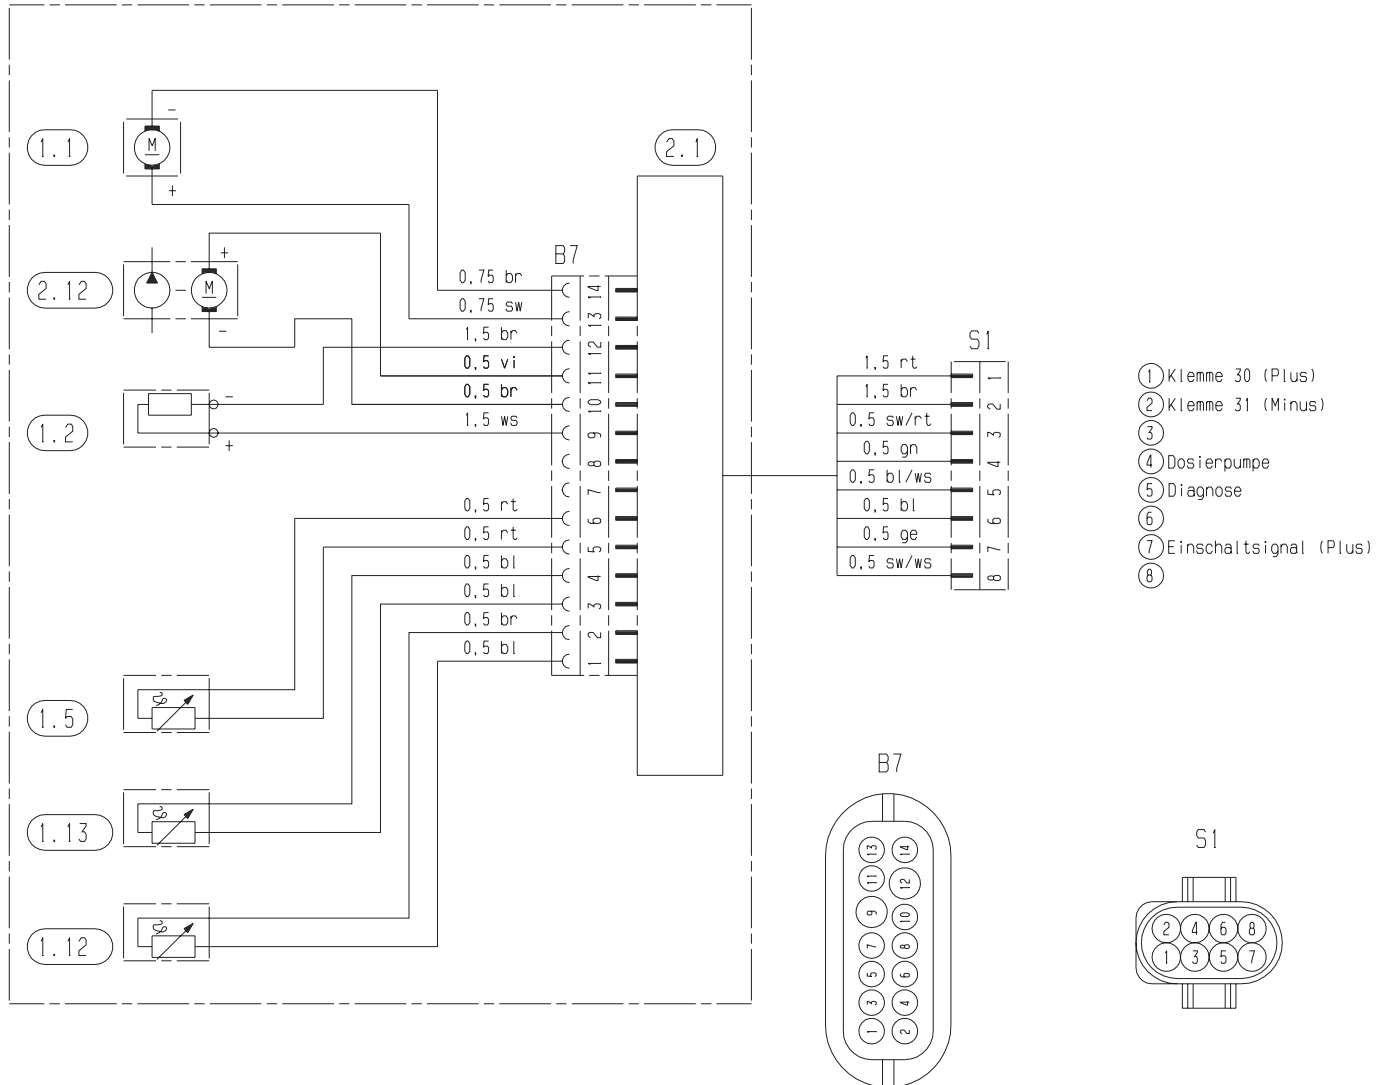 1.1
-
M
+
2.1
2.12
M
+
-
B7
0,75 br
14
0,75 sw
13
1,5 br
12
0,5 vi
11
0,5 br
10
1,5 ws
9
8
7
0,5 rt
6
0,5 rt
5
0,5 bl
4
0,5 bl
3
0,5 br
2
0,5 bl
1
1.2
-
+
1.5
1.13
1.12
S1
1,5 rt
1
1,5 br
2
0,5 sw/rt
3
0,5 gn
4
0,5 bl/ws
5
0,5 bl
6
0,5 ge
7
0,5 sw/ws
8
1 Klemme 30 (Plus)
2 Klemme 31 (Minus)
3
4 Dosierpumpe
5 Diagnose
6
7 Einschaltsignal (Plus)
8
B7
13 14
11 12
9 10
7 8
5 6
3 4
1 2
S1
2 4 6 8
1 3 5 7